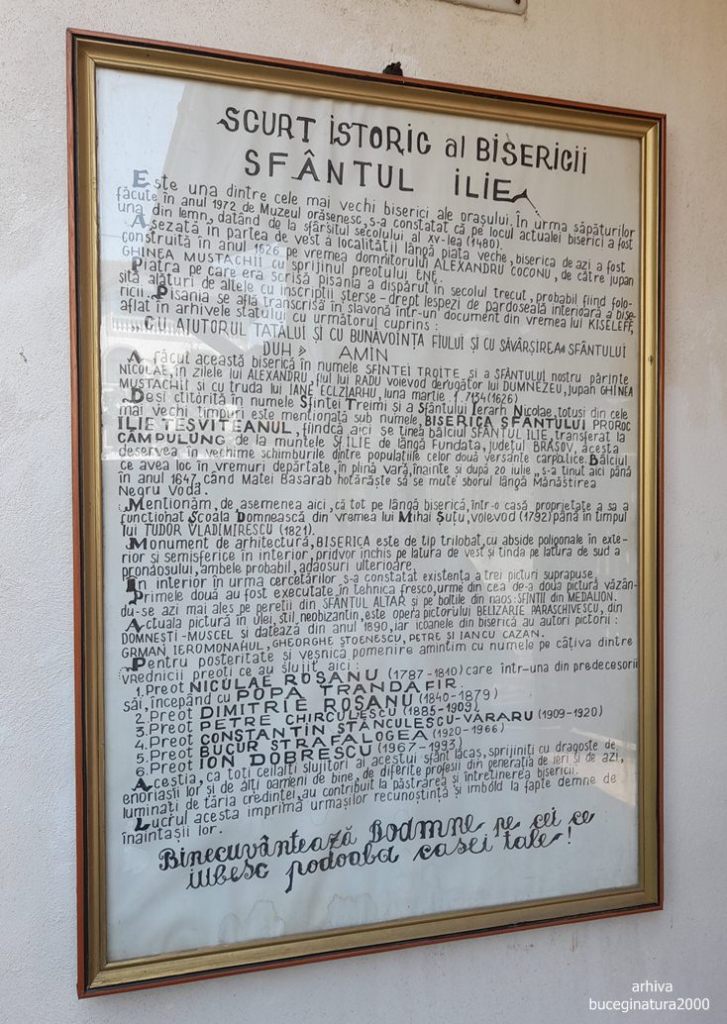 SCURT ISTORIC al BISERICII
SFÂNTUL ILIE
Este una dintre cele mai vechi biserici ale orașului. În urma săpăturilor
făcute în anul 1972 de Muzeul orășenesc, s-a constatat că pe locul actualei biserici a fost
una din lemn, datând de la sfârșitul secolului al XV-lea (1480).
Așezată în partea de vest a localității lângă piața veche, biserica de azi a fost
construită în anul 1626 pe vremea domnitorului ALEXANDRU COCONU, de către jupan
GHINEA MUSTACHII cu sprijinul preotului ENE.
Piatra pe care era scrisă pisania a dispărut în secolul trecut, probabil fiind folo-
sită alături de altele cu inscripții șterse - drept lespezi de pardoseală interioară a bise-
ricii. Pisania se află transcrisă în slavonă într-un document din vremea lui KISELEFF,
aflat în arhivele statului cu următorul cuprins:
„CU AJUTORUL TATĂLUI ȘI CU BUNĂVOINȚA FIULUI ȘI CU SĂVÂRȘIREA SFÂNTULUI
DUH» AMIN
A făcut această biserică în numele SFINTEI TROIȚE și a SFÂNTULUI nostru părinte
NICOLAE, în zilele lui ALEXANDRU, fiul lui RADU voievod derugător lui DUMNEZEU, jupan GHINEA
MUSTACHII și cu truda lui IANE ECLZIARHU, luna martie f. 7134 (1626)
Deși ctitorită în numele Sfintei Treimi și a Sfântului Ierarh Nicolae, totuși din cele
mai vechi timpuri este menționată sub numele, BISERICA SFÂNTULUI PROROC
ILIE TESVITEANUL, fiindcă aici se ținea bâlciul SFÂNTUL ILIE, transferat la
CÂMPULUNG de la muntele Sf ILIE de lângă Fundata, județul BRAȘOV, acesta
deservea în vechime schimburile dintre populațiile celor două versante carpatice. Bâlciul
ce avea loc în vremuri depărtate, în plină vară, înainte și după 20 iulie, s-a ținut aici până
în anul 1647, când Matei Basarab hotărăște să se mute sborul lângă Mănăstirea
Negru Vodă.
Menționăm, de asemenea aici, că tot pe lângă biserică, într-o casă proprietate a sa a
funcționat Școala Domnească din vremea lui Mihai Șuțu, voievod (1792) până în timpul
lui TUDOR VLADIMIRESCU (1821).
Monument de arhitectură, BISERICA este de tip trilobat, cu abside poligonale în exte-
rior și semisferice în interior, pridvor închis pe latura de vest și tinda pe latura de sud a
pronaosului, ambele probabil, adaosuri ulterioare.
În interior în urma cercetărilor s-a constatat existența a trei picturi suprapuse.
Primele două au fost executate în tehnica fresco, urme din cea de-a doua pictură văzân-
du-se azi mai ales pe pereții din SFÂNTUL ALTAR și pe bolțile din naos: SFINȚII din MEDALION.
Actuala pictură în ulei, stil neobizantin, este opera pictorului BELIZARIE PARASCHIVESCU, din
DOMNEȘTI-MUSCEL și datează din anul 1890, iar icoanele din biserică au autori pictorii:
GRMAN IEROMONAHUL, GHEORGHE STOENESCU, PETRE ȘI IANCU CAZAN.
Pentru posteritate și veșnică pomenire amintim cu numele pe câțiva dintre
vrednicii preoți ce au slujit aici:
1. Preot NICULAE ROȘANU (1787-1810) care într-una din predecesorii
săi, începând cu POPA TRANDAFIR.
2. Preot DIMITRIE ROȘANU (1840-1879)
3. Preot PETRE CHIRCULESCU (1885-1909)
4. Preot CONSTANTIN STĂNCULESCU-VARARU (1909-1920)
5. Preot BUCUR STRAFALOGEA (1920-1966)
6. Preot ION DOBRESCU (1967-1993)
Aceștia, ca toți ceilalți slujitori ai acestui sfânt lăcaș, sprijiniți cu dragoste de
enoriașii lor și de alți oameni de bine, de diferite profesii din generația de ieri și de azi,
luminați de tăria credinței, au contribuit la păstrarea și întreținerea bisericii.
Lucrul acesta imprimă urmașilor recunoștință și imbold la fapte demne de
înaintașii lor.
Binecuvântează Doamne pe cei ce
iubesc podoaba casei tale!
arhiva
buceginatura2000